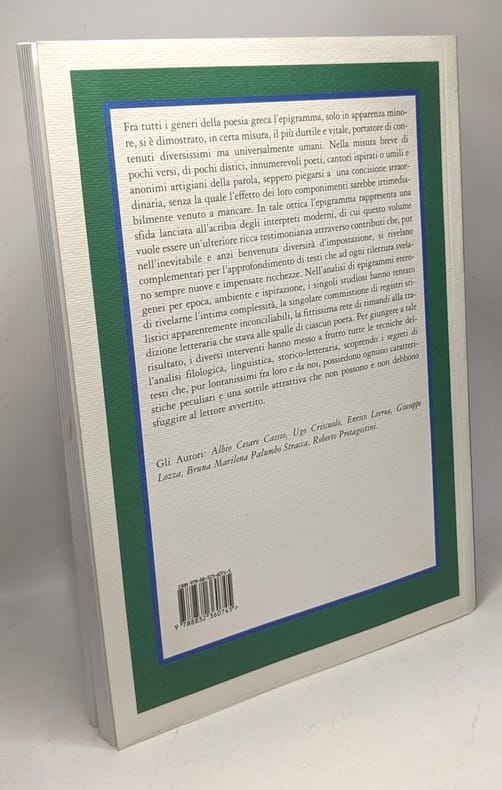 Fra tutti i generi della poesia greca l'epigramma, solo in apparenza mino-
re, si è dimostrato, in certa misura, il più duttile e vitale, portatore di con-
tenuti diversissimi ma universalmente umani. Nella misura breve di
pochi versi, di pochi distici, innumerevoli poeti, cantori ispirati o umili e
anonimi artigiani della parola, seppero piegarsi a una concisione straor-
dinaria, senza la quale l'effetto dei loro componimenti sarebbe irrimedia-
bilmente venuto a mancare. In tale ottica l'epigramma rappresenta una
sfida lanciata all'acribia degli interpreti moderni, di cui questo volume
vuole essere un'ulteriore ricca testimonianza attraverso contributi che, pur
nell'inevitabile e anzi benvenuta diversità d'impostazione, si rivelano
complementari per l'approfondimento di testi che ad ogni rilettura svela-
no sempre nuove e impensate ricchezze. Nell'analisi di epigrammi etero-
genei per epoca, ambiente e ispirazione, i singoli studiosi hanno tentato
di rivelarne l'intima complessità, la singolare commistione di registri sti-
listici apparentemente inconciliabili, la fittissima rete di rimandi alla tra-
dizione letteraria che stava alle spalle di ciascun poeta. Per giungere a tale
risultato, i diversi interventi hanno messo a frutto tutte le tecniche del-
l'analisi filologica, linguistica, storico-letteraria, scoprendo i segreti di
testi che, pur lontanissimi fra loro e da noi, possiedono ognuno caratteri-
stiche peculiari e una sottile attrattiva che non possono e non debbono
sfuggire al lettore avvertito.
Gli Autori: Albio Cesare Cassio, Ugo Criscuolo, Enrico Livrea, Giuseppe
Lozza, Bruna Marilena Palumbo Stracca, Roberto Pretagostini.
ISBN 978-88-323-6074-5
9 788832 360745